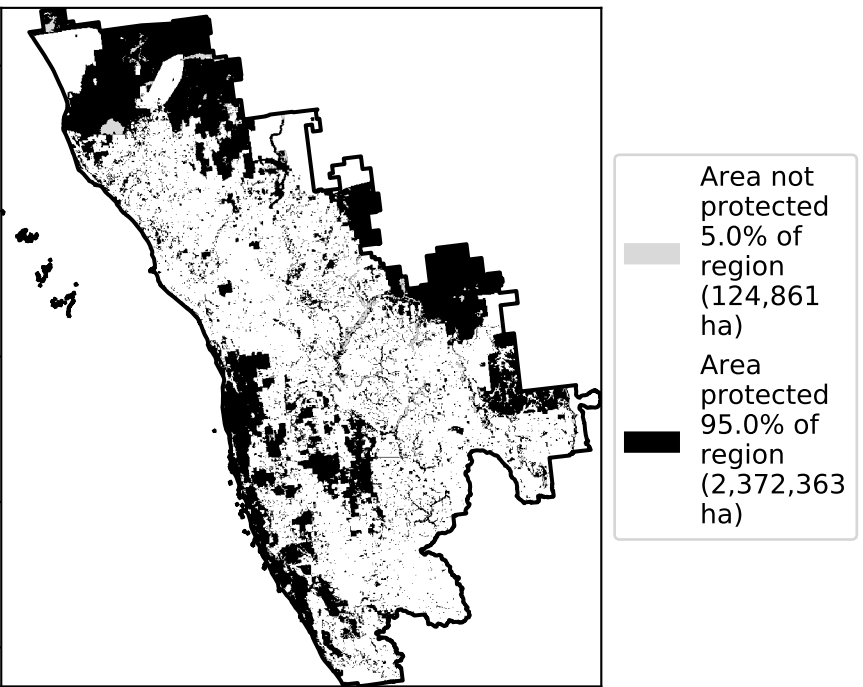 Area not
protected
5.0% of
region
(124,861
ha)
Area
protected
95.0% of
region
(2,372,363
ha)